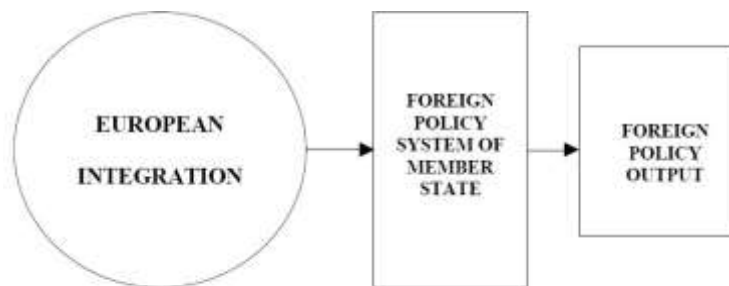 EUROPEAN
INTEGRATION
FOREIGN
POLICY
SYSTEM OF
MEMBER
STATE
FOREIGN
POLICY
OUTPUT